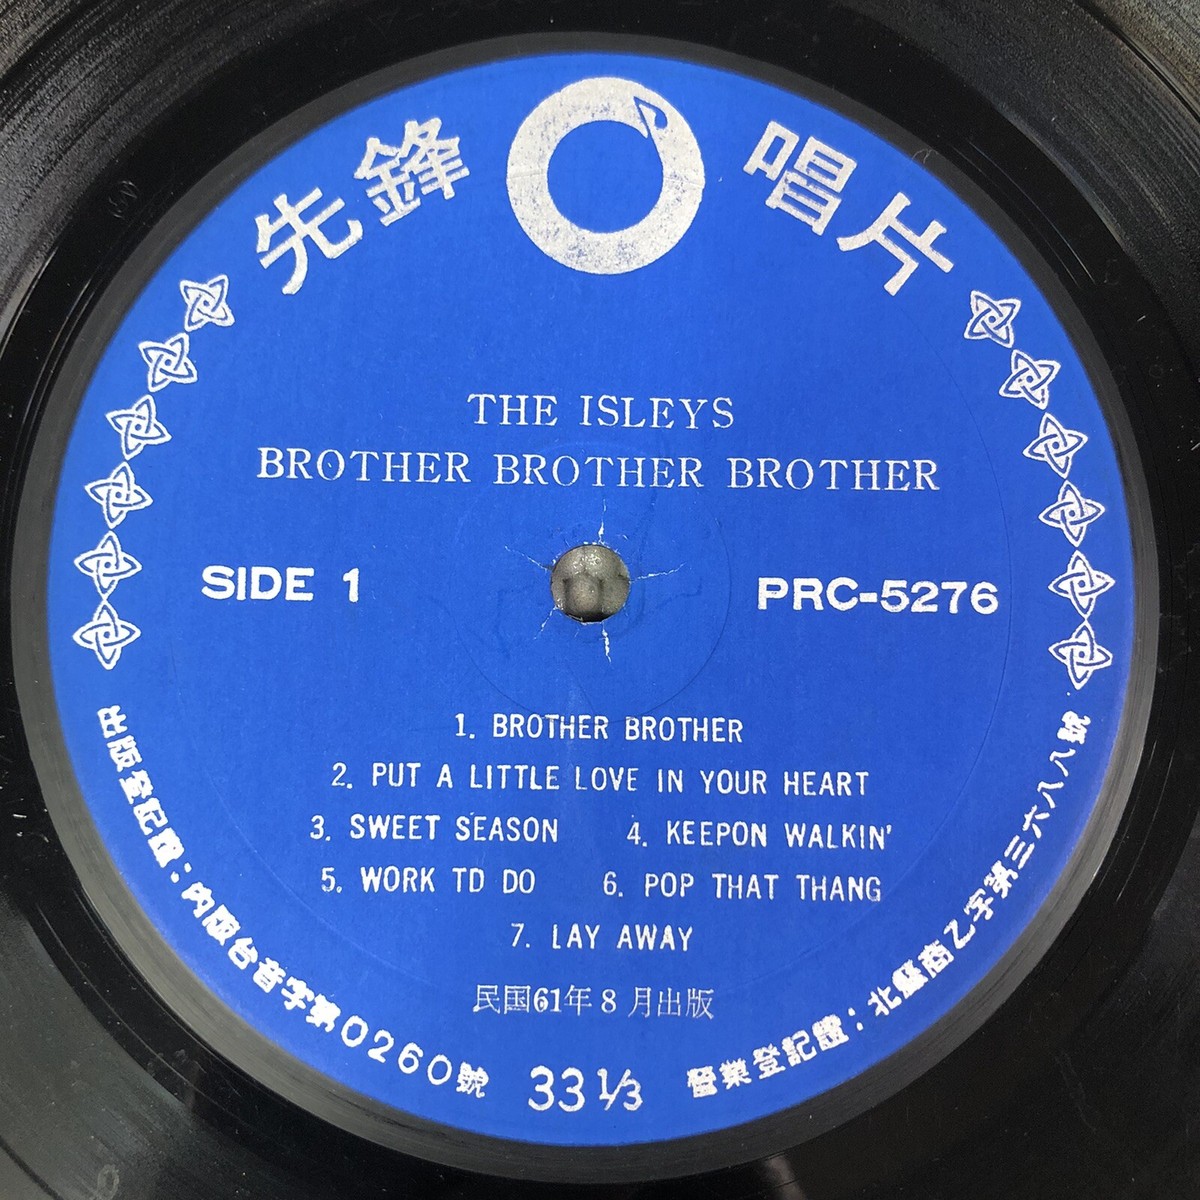 先鋒 唱片
THE ISLEYS
BROTHER BROTHER BROTHER
SIDE 1
PRC-5276
1. BROTHER BROTHER
2. PUT A LITTLE LOVE IN YOUR HEART
3. SWEET SEASON 4. KEEPON WALKIN'
5. WORK TO DO 6. POP THAT THANG
7. LAY AWAY
民国61年8月出版
出版登記證:內版台音字第0260號
33 1/3
營業登記證:北縣商乙字第三六八八號